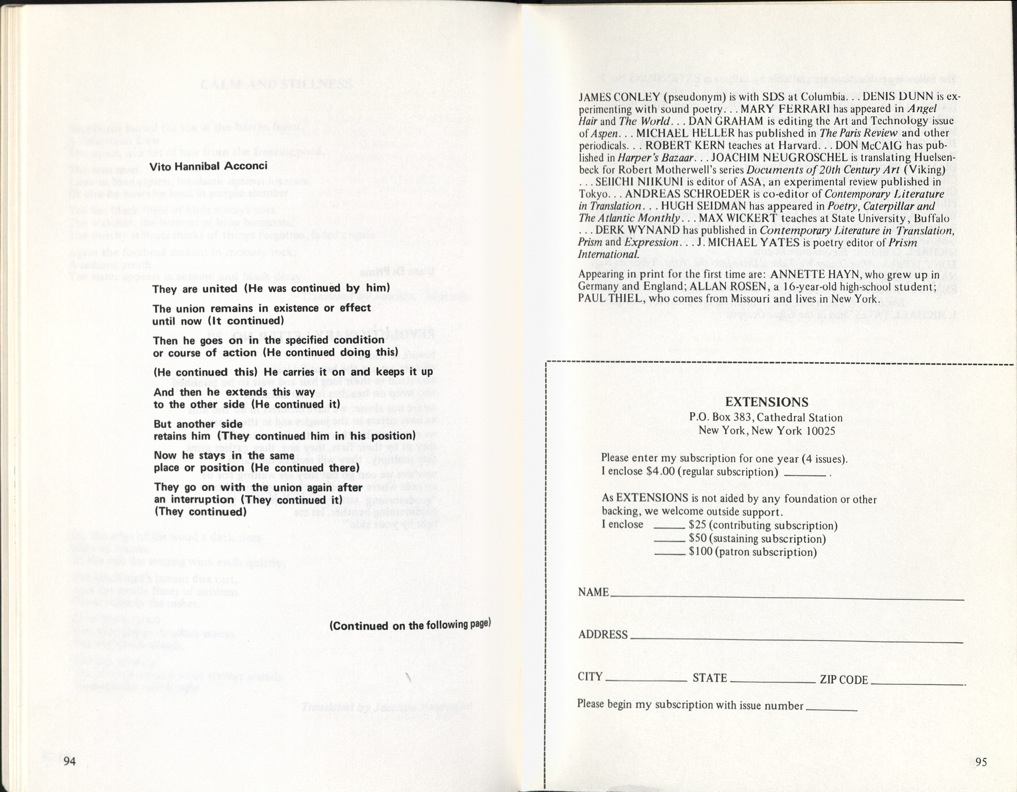 Vito Hannibal Acconci
They are united (He was continued by him)
The union remains in existence or effect
until now (It continued)
Then he goes on in the specified condition
or course of action (He continued doing this)
(He continued this) He carries it on and keeps it up
And then he extends this way
to the other side (He continued it)
But another side
retains him (They continued him in his position)
Now he stays in the same
place or position (He continued there)
They go on with the union again after
an interruption (They continued it)
(They continued)
(Continued on the following page)
94
JAMES CONLEY (pseudonym) is with SDS at Columbia. . . DENIS DUNN is ex-
perimenting with sound poetry. . . MARY FERRARI has appeared in Angel
Hair and The World. . . DAN GRAHAM is editing the Art and Technology issue
of Aspen. . . MICHAEL HELLER has published in The Paris Review and other
periodicals. . . ROBERT KERN teaches at Harvard. . . DON McCAIG has pub-
lished in Harper's Bazaar. . . JOACHIM NEUGROSCHEL is translating Huelsen-
beck for Robert Motherwell's series Documents of 20th Century Art (Viking)
. . . SEIICHI NIIKUNI is editor of ASA, an experimental review published in
Tokyo. . . ANDREAS SCHROEDER is co-editor of Contemporary Literature
in Translation. . . HUGH SEIDMAN has appeared in Poetry, Caterpillar and
The Atlantic Monthly. . . MAX WICKERT teaches at State University, Buffalo
. . . DERK WYNAND has published in Contemporary Literature in Translation,
Prism and Expression. . . J. MICHAEL YATES is poetry editor of Prism
International.
Appearing in print for the first time are: ANNETTE HAYN, who grew up in
Germany and England; ALLAN ROSEN, a 16-year-old high-school student;
PAUL THIEL, who comes from Missouri and lives in New York.
EXTENSIONS
P.O. Box 383, Cathedral Station
New York, New York 10025
Please enter my subscription for one year (4 issues).
I enclose $4.00 (regular subscription) ______ .
As EXTENSIONS is not aided by any foundation or other
backing, we welcome outside support.
I enclose _____ $25 (contributing subscription)
_____ $50 (sustaining subscription)
_____ $100 (patron subscription)
NAME______
ADDRESS______
CITY______ STATE______ ZIP CODE______.
Please begin my subscription with issue number______
95